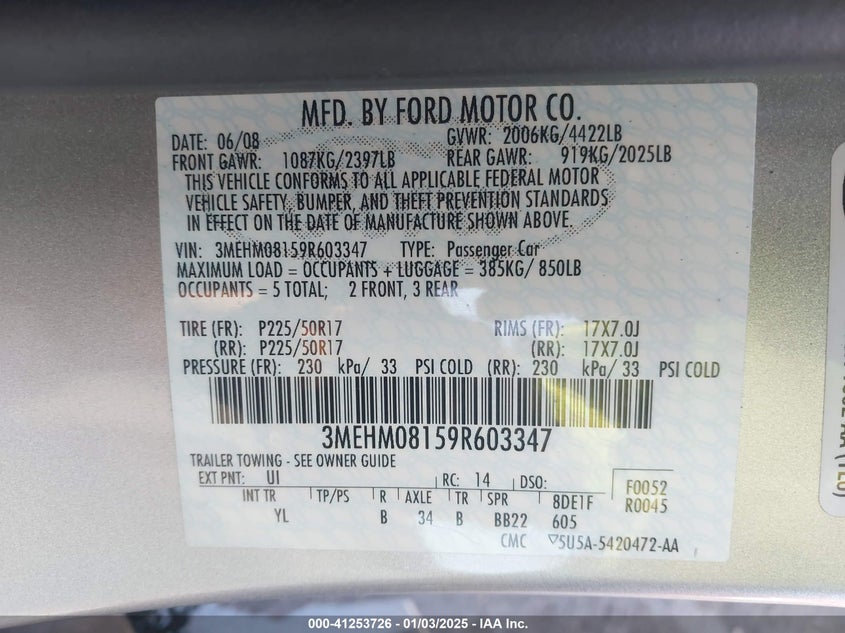 MFD. BY FORD MOTOR CO.
DATE: 06/08 GVWR: 2006KG/4422LB
FRONT GAWR: 1087KG/2397LB REAR GAWR: 919KG/2025LB
THIS VEHICLE CONFORMS TO ALL APPLICABLE FEDERAL MOTOR
VEHICLE SAFETY, BUMPER, AND THEFT PREVENTION STANDARDS
IN EFFECT ON THE DATE OF MANUFACTURE SHOWN ABOVE.
VIN: 3MEHM08159R603347 TYPE: Passenger Car
MAXIMUM LOAD = OCCUPANTS + LUGGAGE = 385KG/ 850LB
OCCUPANTS = 5 TOTAL; 2 FRONT, 3 REAR
TIRE (FR): P225/50R17 RIMS (FR): 17X7.0J
(RR): P225/50R17 (RR): 17X7.0J
PRESSURE (FR): 230 kPa/ 33 PSI COLD (RR): 230 kPa/ 33 PSI COLD
3MEHM08159R603347
TRAILER TOWING - SEE OWNER GUIDE
EXT PNT: UI RC: 14 DSO: F0052
INT TR TP/PS R AXLE TR SPR 8DE1F R0045
YL B 34 B BB22 605
CMC ▽5U5A-5420472-AA
000-41253726 - 01/03/2025 - IAA Inc.